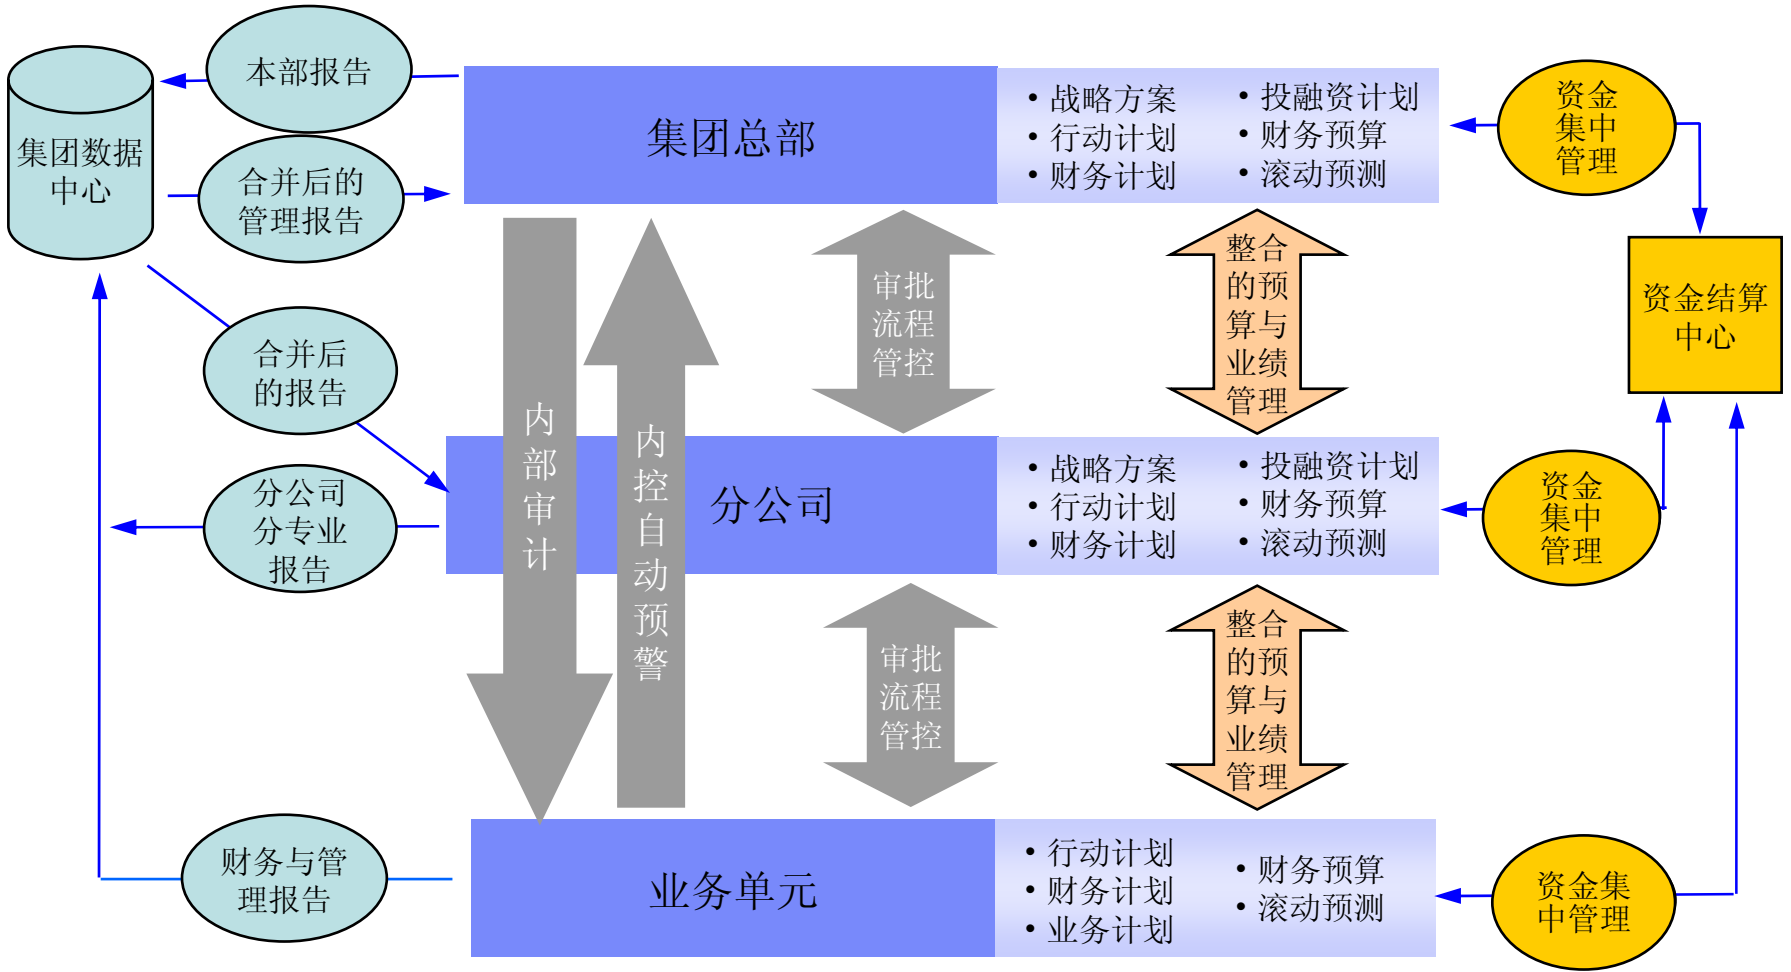 本部报告
集团数据
中心
合并后的
管理报告
集团总部
• 战略方案
• 行动计划
• 财务计划
• 投融资计划
• 财务预算
• 滚动预测
资金
集中
管理
资金结算
中心
审批
流程
管控
整合
的预
算与
业绩
管理
合并后
的报告
内部审计
内控自动预警
分公司
分专业
报告
分公司
• 战略方案
• 行动计划
• 财务计划
• 投融资计划
• 财务预算
• 滚动预测
资金
集中
管理
审批
流程
管控
整合
的预
算与
业绩
管理
财务与管
理报告
业务单元
• 行动计划
• 财务计划
• 业务计划
• 财务预算
• 滚动预测
资金集
中管理